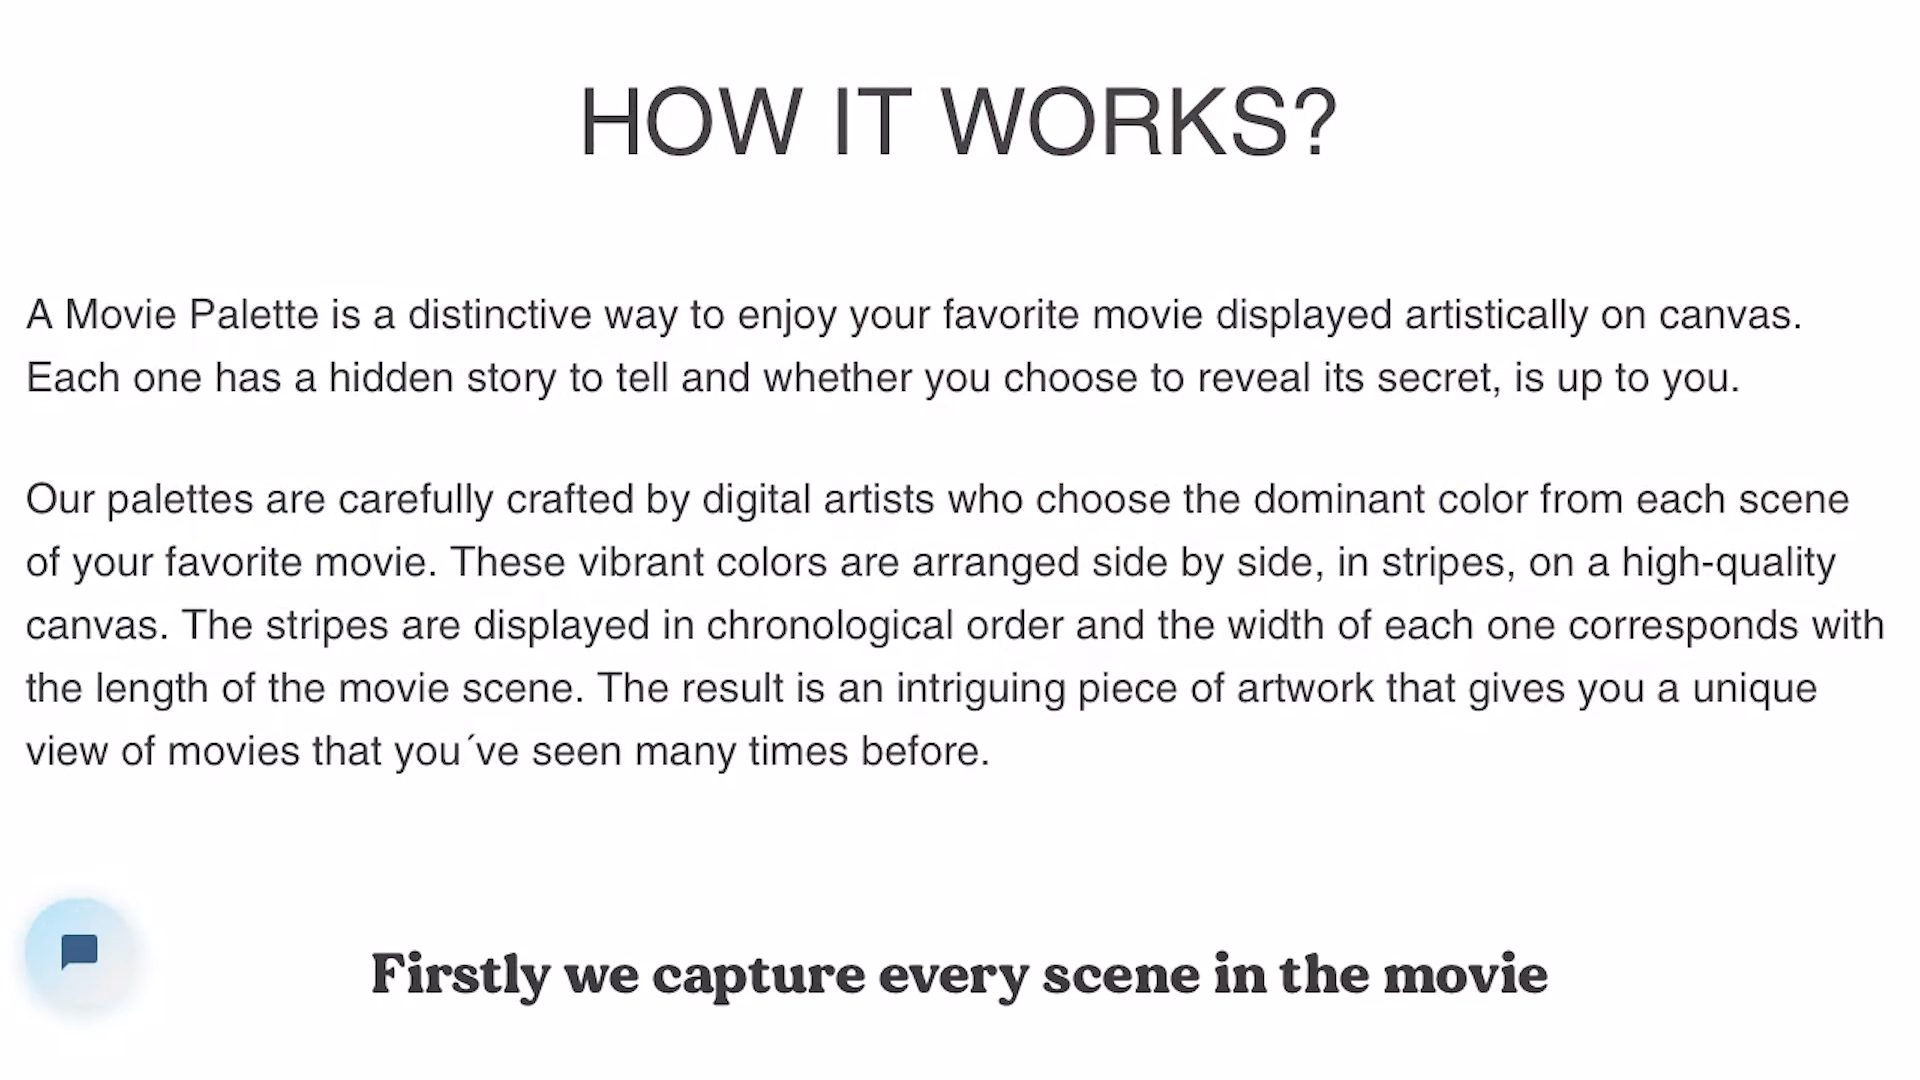 HOW IT WORKS?
A Movie Palette is a distinctive way to enjoy your favorite movie displayed artistically on canvas.
Each one has a hidden story to tell and whether you choose to reveal its secret, is up to you.
Our palettes are carefully crafted by digital artists who choose the dominant color from each scene
of your favorite movie. These vibrant colors are arranged side by side, in stripes, on a high-quality
canvas. The stripes are displayed in chronological order and the width of each one corresponds with
the length of the movie scene. The result is an intriguing piece of artwork that gives you a unique
view of movies that you´ve seen many times before.
Firstly we capture every scene in the movie